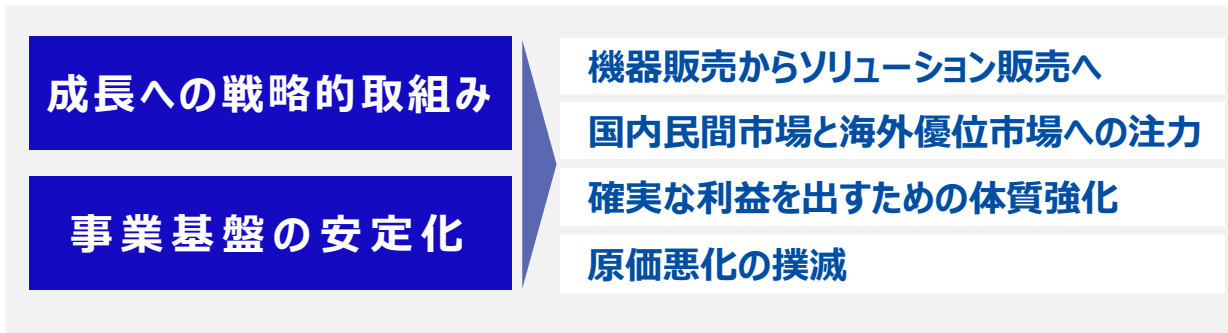 成長への戦略的取組み
事業基盤の安定化
機器販売からソリューション販売へ
国内民間市場と海外優位市場への注力
確実な利益を出すための体質強化
原価悪化の撲滅